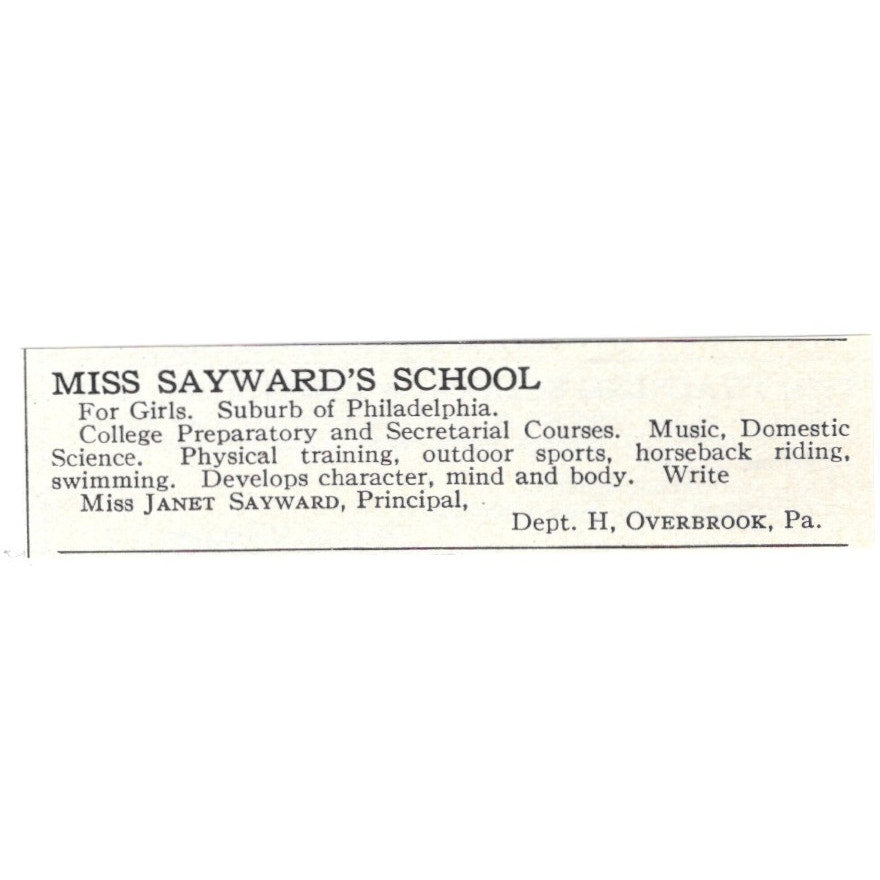 MISS SAYWARD'S SCHOOL
For Girls. Suburb of Philadelphia.
College Preparatory and Secretarial Courses. Music, Domestic
Science. Physical training, outdoor sports, horseback riding,
swimming. Develops character, mind and body. Write
Miss JANET SAYWARD, Principal,
Dept. H, OVERBROOK, Pa.